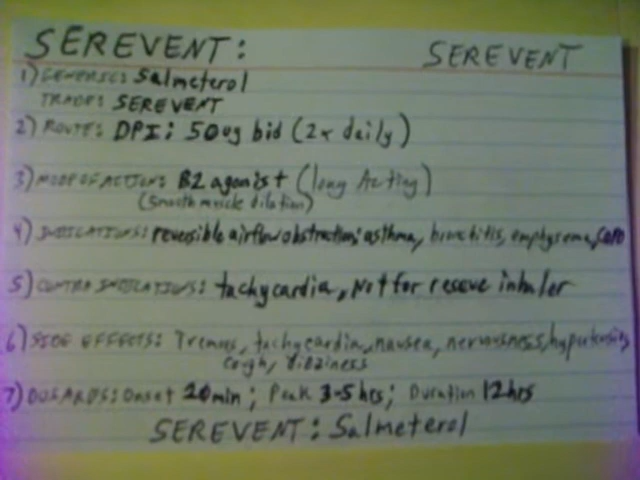 SEREVENT: SEREVENT
1) GENERIC: Salmeterol
TRADE: SEREVENT
2) ROUTE: DPI: 50ug bid (2x daily)
3) MODE OF ACTION: B2 agonist (long Acting)
(smooth muscle dilation)
4) INDICATIONS: reversible airflow obstruction: asthma, bronchitis, emphysema, COPD
5) CONTRAINDICATIONS: tachycardia, Not for rescue inhaler
6) SIDE EFFECTS: Tremors, tachycardia, nausea, nervousness, hypertension
cough, dizziness
7) Onset 20min; Peak 3-5hrs; Duration 12hrs
SEREVENT: Salmeterol